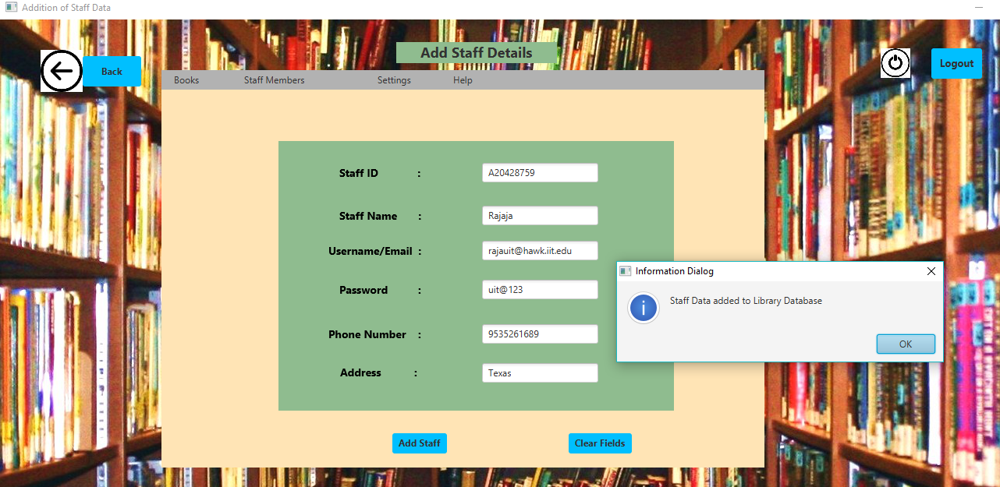 Addition of Staff Data
Add Staff Details
Back
Logout
Books Staff Members Settings Help
Staff ID : A20428759
Staff Name : Rajaja
Username/Email : rajauit@hawk.iit.edu
Information Dialog
Password : uit@123
Staff Data added to Library Database
Phone Number : 9535261689
OK
Address : Texas
Add Staff Clear Fields